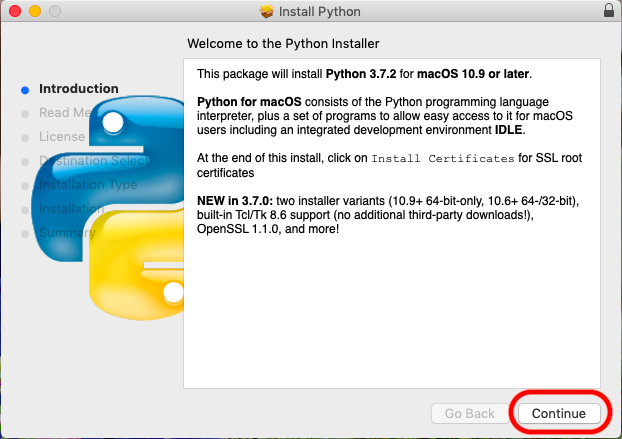 Install Python
Welcome to the Python Installer
Introduction
Read Me
License
Destination Select
Installation Type
Installation
Summary
This package will install Python 3.7.2 for macOS 10.9 or later.
Python for macOS consists of the Python programming language
interpreter, plus a set of programs to allow easy access to it for macOS
users including an integrated development environment IDLE.
At the end of this install, click on Install Certificates for SSL root
certificates
NEW in 3.7.0: two installer variants (10.9+ 64-bit-only, 10.6+ 64-/32-bit),
built-in Tcl/Tk 8.6 support (no additional third-party downloads!),
OpenSSL 1.1.0, and more!
Go Back
Continue